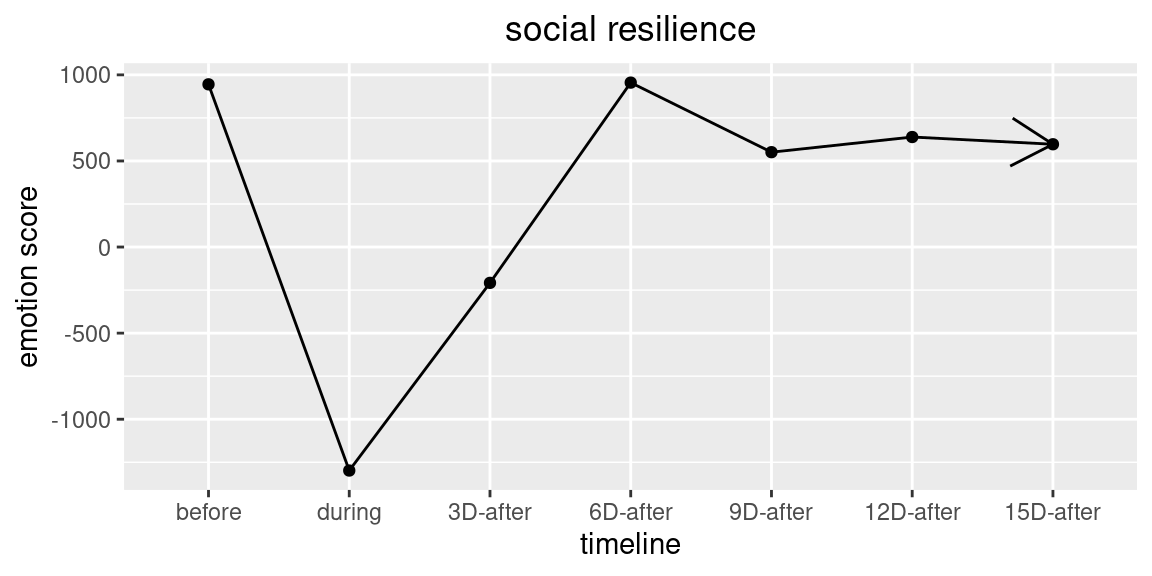 social resilience
emotion score
1000
500
0
-500
-1000
before during 3D-after 6D-after 9D-after 12D-after 15D-after
timeline